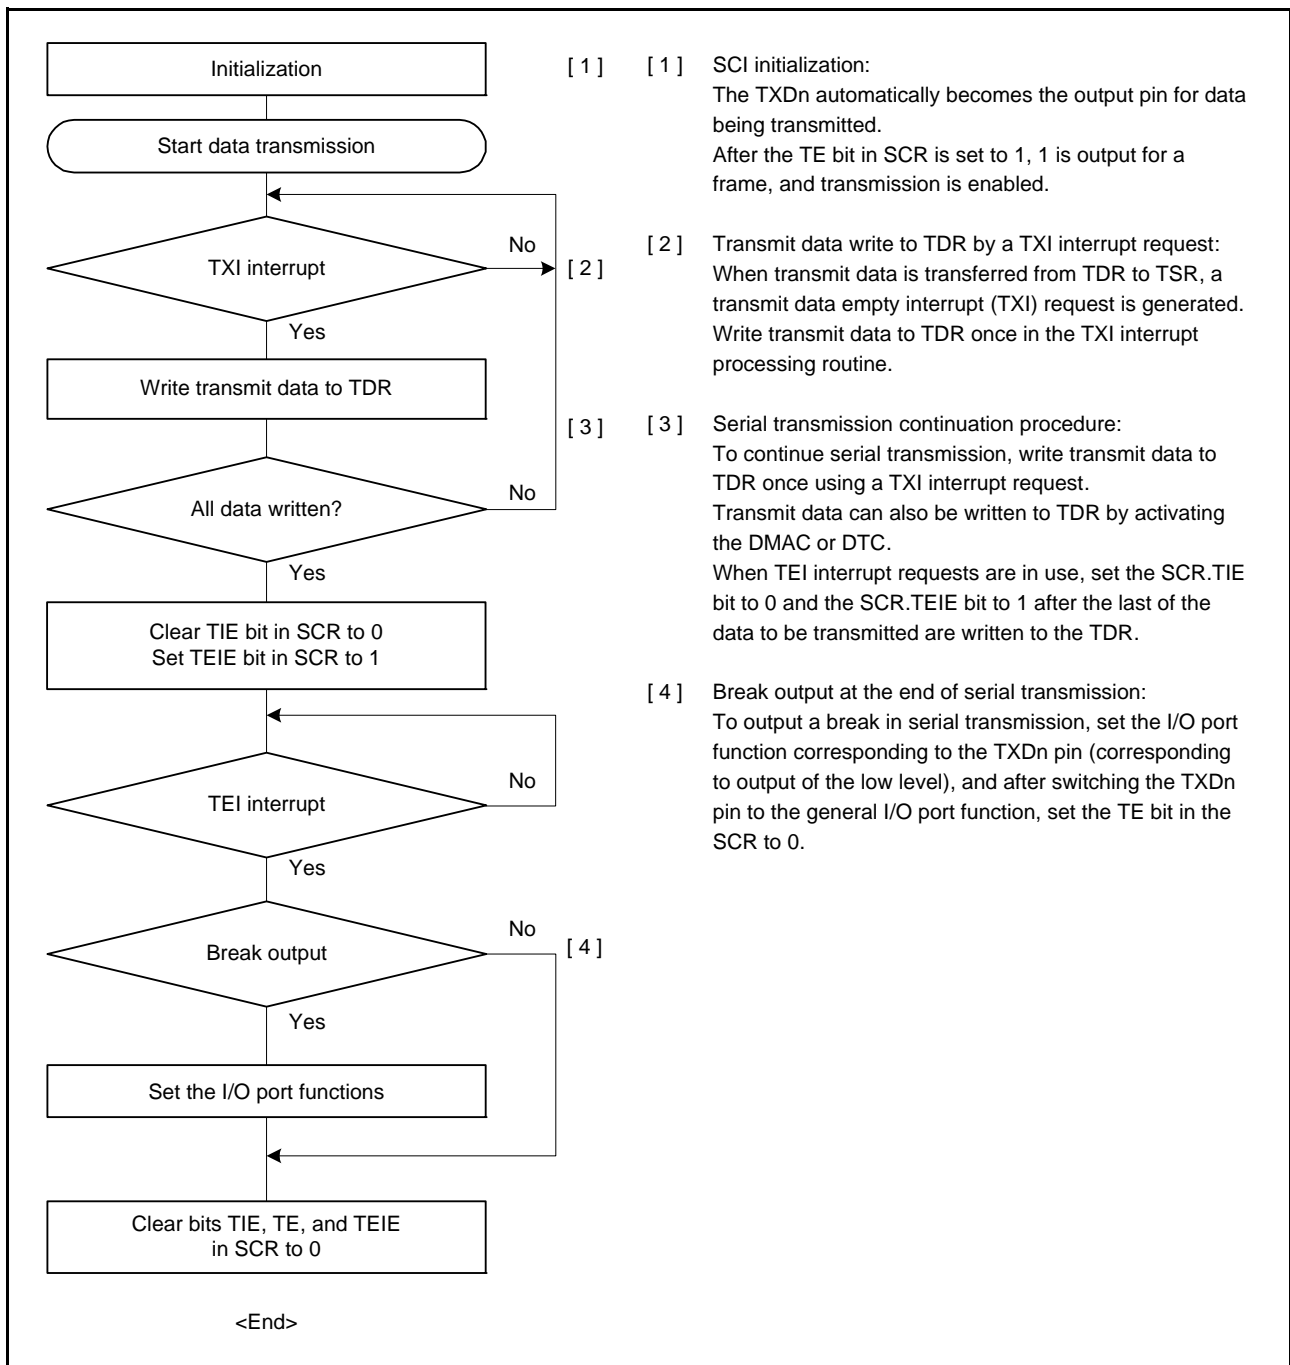 Initialization
[ 1 ]
Start data transmission
TXI interrupt
No
[ 2 ]
Yes
Write transmit data to TDR
[ 3 ]
All data written?
No
Yes
Clear TIE bit in SCR to 0
Set TEIE bit in SCR to 1
TEI interrupt
No
Yes
Break output
No
[ 4 ]
Yes
Set the I/O port functions
Clear bits TIE, TE, and TEIE
in SCR to 0
<End>
[ 1 ] SCI initialization:
The TXDn automatically becomes the output pin for data
being transmitted.
After the TE bit in SCR is set to 1, 1 is output for a
frame, and transmission is enabled.
[ 2 ] Transmit data write to TDR by a TXI interrupt request:
When transmit data is transferred from TDR to TSR, a
transmit data empty interrupt (TXI) request is generated.
Write transmit data to TDR once in the TXI interrupt
processing routine.
[ 3 ] Serial transmission continuation procedure:
To continue serial transmission, write transmit data to
TDR once using a TXI interrupt request.
Transmit data can also be written to TDR by activating
the DMAC or DTC.
When TEI interrupt requests are in use, set the SCR.TIE
bit to 0 and the SCR.TEIE bit to 1 after the last of the
data to be transmitted are written to the TDR.
[ 4 ] Break output at the end of serial transmission:
To output a break in serial transmission, set the I/O port
function corresponding to the TXDn pin (corresponding
to output of the low level), and after switching the TXDn
pin to the general I/O port function, set the TE bit in the
SCR to 0.